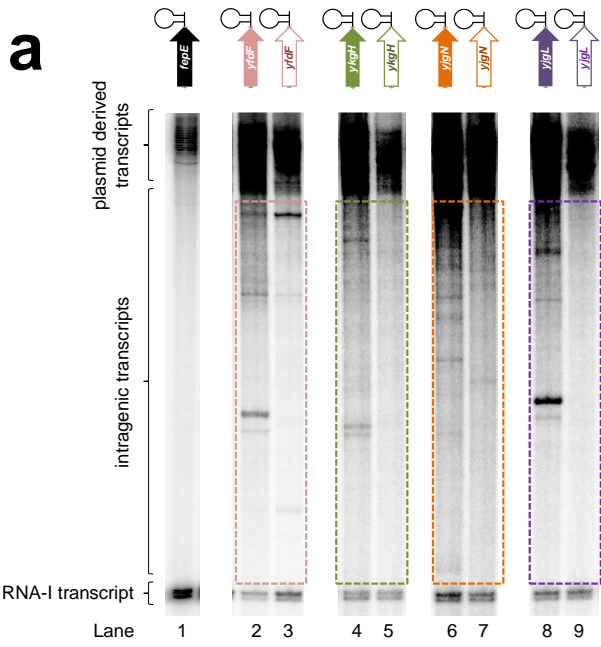 a
fepE yfdF yfdF ykgH ykgH yjgN yjgN yjgL yjgL
plasmid derived
transcripts
intragenic transcripts
RNA-I transcript
Lane 1 2 3 4 5 6 7 8 9